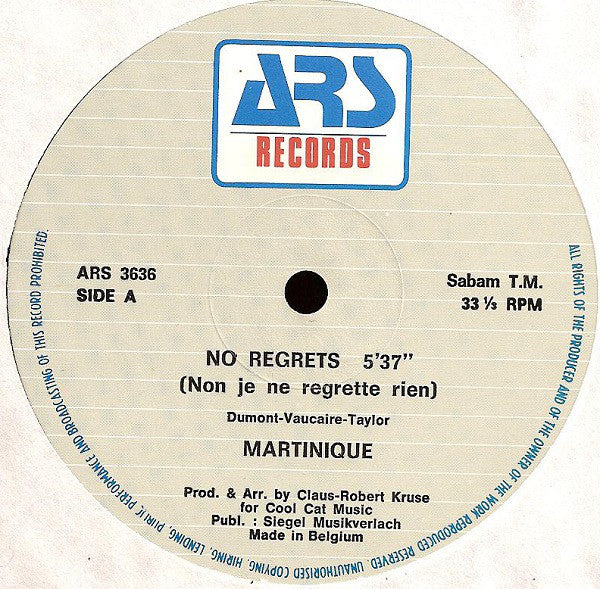 ARS
RECORDS
ARS 3636
SIDE A
Sabam T.M.
33 ⅓ RPM
NO REGRETS 5'37"
(Non je ne regrette rien)
Dumont-Vaucaire-Taylor
MARTINIQUE
Prod. & Arr. by Claus-Robert Kruse
for Cool Cat Music
Publ. : Siegel Musikverlach
Made in Belgium
ALL RIGHTS OF THE PRODUCER AND OF THE OWNER OF THE WORK REPRODUCED RESERVED. UNAUTHORISED COPYING, HIRING, LENDING, PUBLIC PERFORMANCE AND BROADCASTING OF THIS RECORD PROHIBITED.